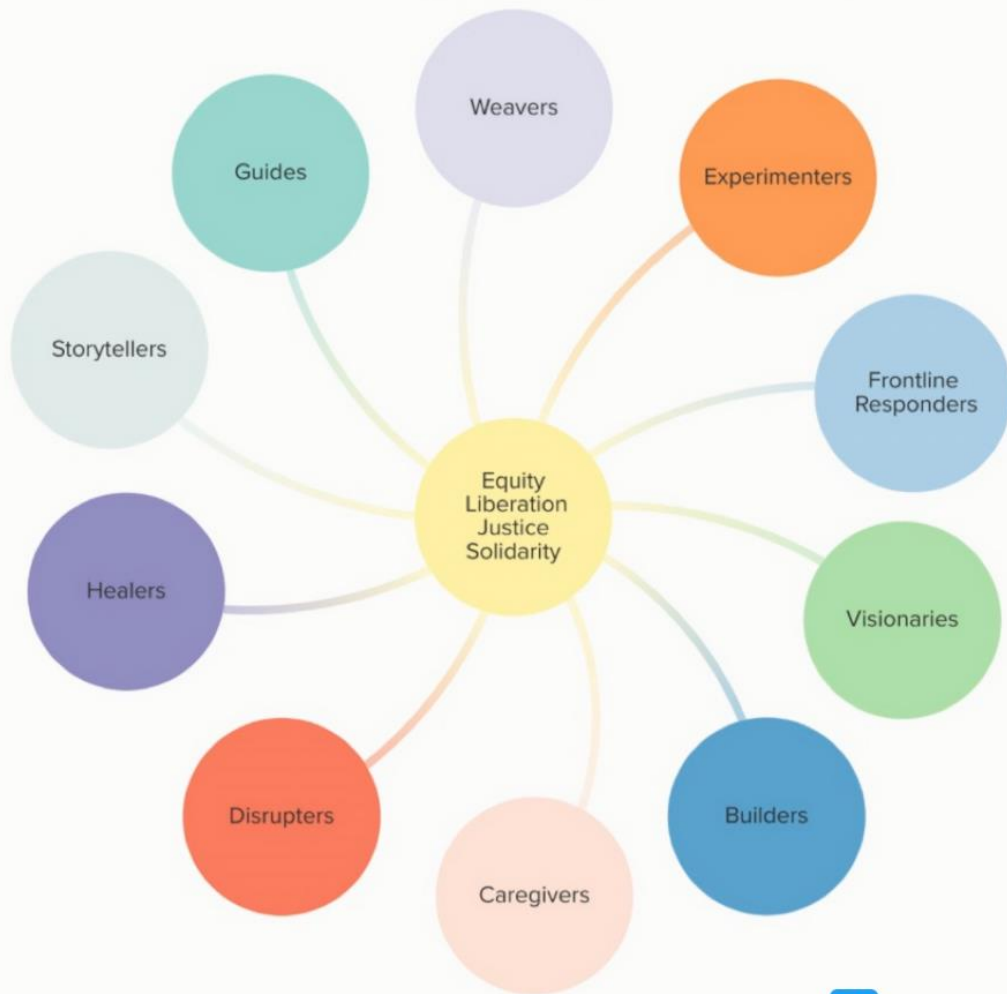 Weavers
Experimenters
Frontline
Responders
Visionaries
Builders
Caregivers
Disrupters
Healers
Storytellers
Guides
Equity
Liberation
Justice
Solidarity